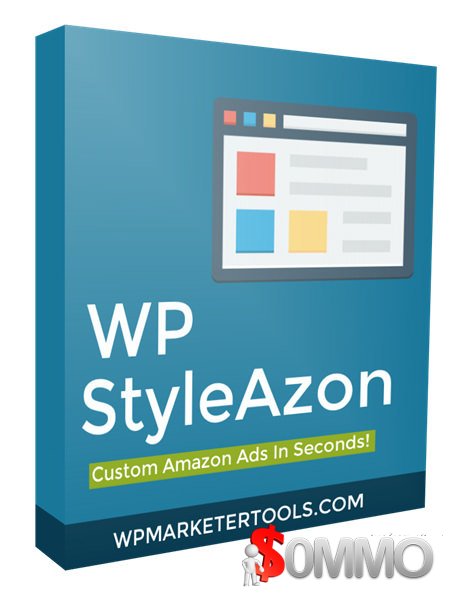 WP
StyleAzon
Custom Amazon Ads In Seconds!
WPMARKETERTOOLS.COM
$0MMO